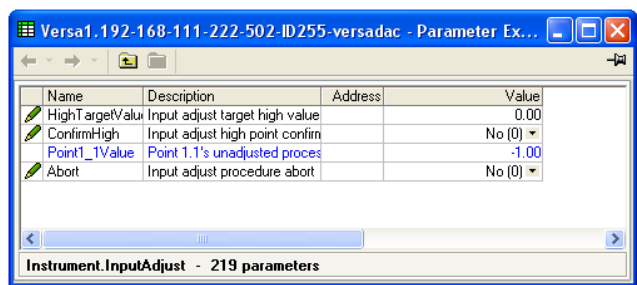 Versa1.192-168-111-222-502-ID255-versadac - Parameter Ex...
Name Description Address Value
HighTargetValu Input adjust target high value 0.00
ConfirmHigh Input adjust high point confirm No (0)
Point1_1Value Point 1.1's unadjusted proces -1.00
Abort Input adjust procedure abort No (0)
Instrument.InputAdjust - 219 parameters